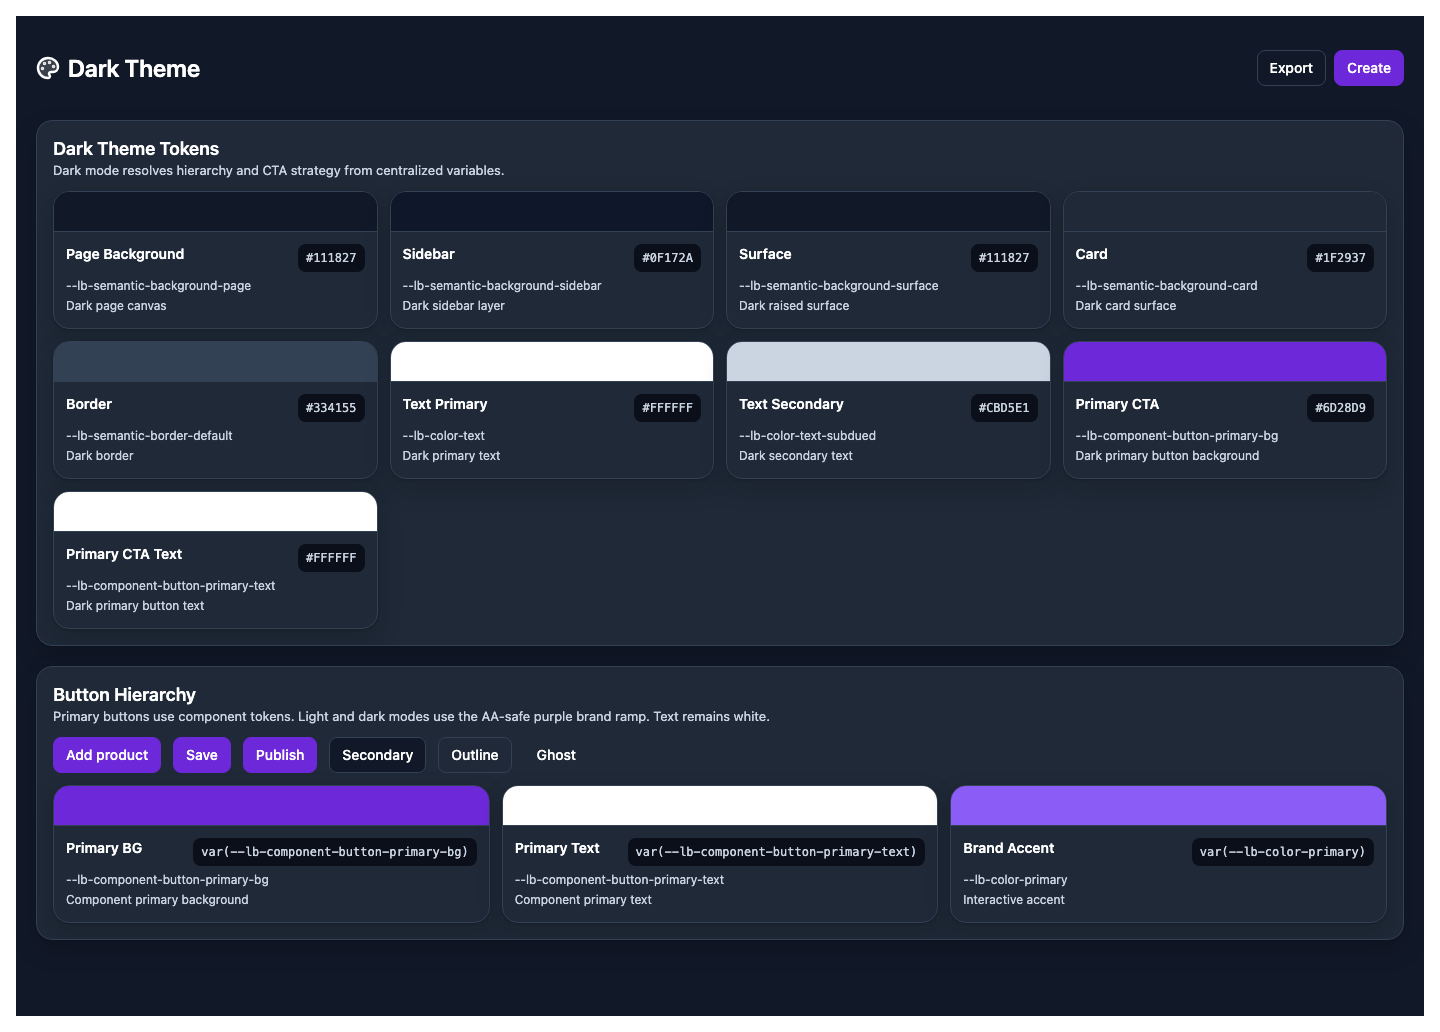 Dark Theme
Export
Create
Dark Theme Tokens
Dark mode resolves hierarchy and CTA strategy from centralized variables.
Page Background
#111827
--lb-semantic-background-page
Dark page canvas
Sidebar
#0F172A
--lb-semantic-background-sidebar
Dark sidebar layer
Surface
#111827
--lb-semantic-background-surface
Dark raised surface
Card
#1F2937
--lb-semantic-background-card
Dark card surface
Border
#334155
--lb-semantic-border-default
Dark border
Text Primary
#FFFFFF
--lb-color-text
Dark primary text
Text Secondary
#CBD5E1
--lb-color-text-subdued
Dark secondary text
Primary CTA
#6D28D9
--lb-component-button-primary-bg
Dark primary button background
Primary CTA Text
#FFFFFF
--lb-component-button-primary-text
Dark primary button text
Button Hierarchy
Primary buttons use component tokens. Light and dark modes use the AA-safe purple brand ramp. Text remains white.
Add product
Save
Publish
Secondary
Outline
Ghost
Primary BG
var(--lb-component-button-primary-bg)
--lb-component-button-primary-bg
Component primary background
Primary Text
var(--lb-component-button-primary-text)
--lb-component-button-primary-text
Component primary text
Brand Accent
var(--lb-color-primary)
--lb-color-primary
Interactive accent